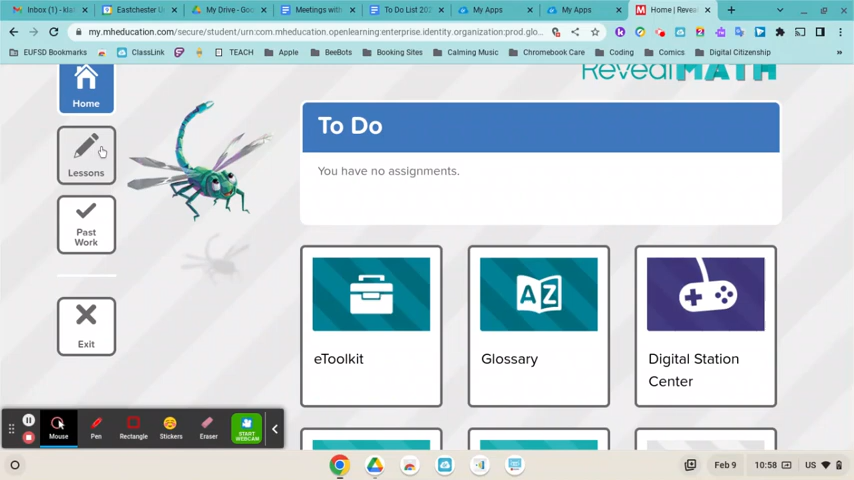 Inbox (1) - kla
Eastchester U
My Drive - Goo
Meetings with
To Do List 202
My Apps
My Apps
Home | Revea
my.mheducation.com/secure/student/urn:com.mheducation.openlearning:enterprise.identity.organization:prod.glo...
EUFSD Bookmarks
ClassLink
TEACH
Apple
BeeBots
Booking Sites
Calming Music
Chromebook Care
Coding
Comics
Digital Citizenship
»
Reveal MATH
Home
Lessons
Past
Work
Exit
To Do
You have no assignments.
AZ
eToolkit
Glossary
Digital Station
Center
Mouse
Pen
Rectangle
Stickers
Eraser
START
WEBCAM
Feb 9
10:58
US